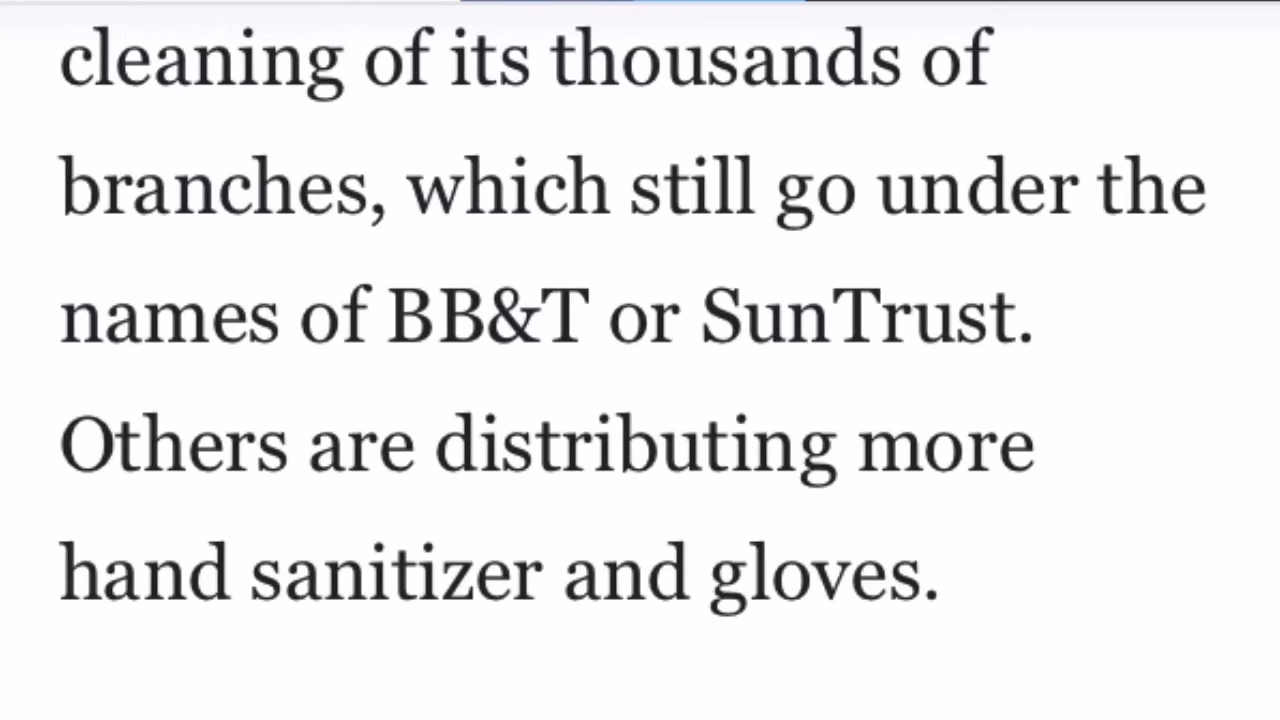 cleaning of its thousands of
branches, which still go under the
names of BB&T or SunTrust.
Others are distributing more
hand sanitizer and gloves.